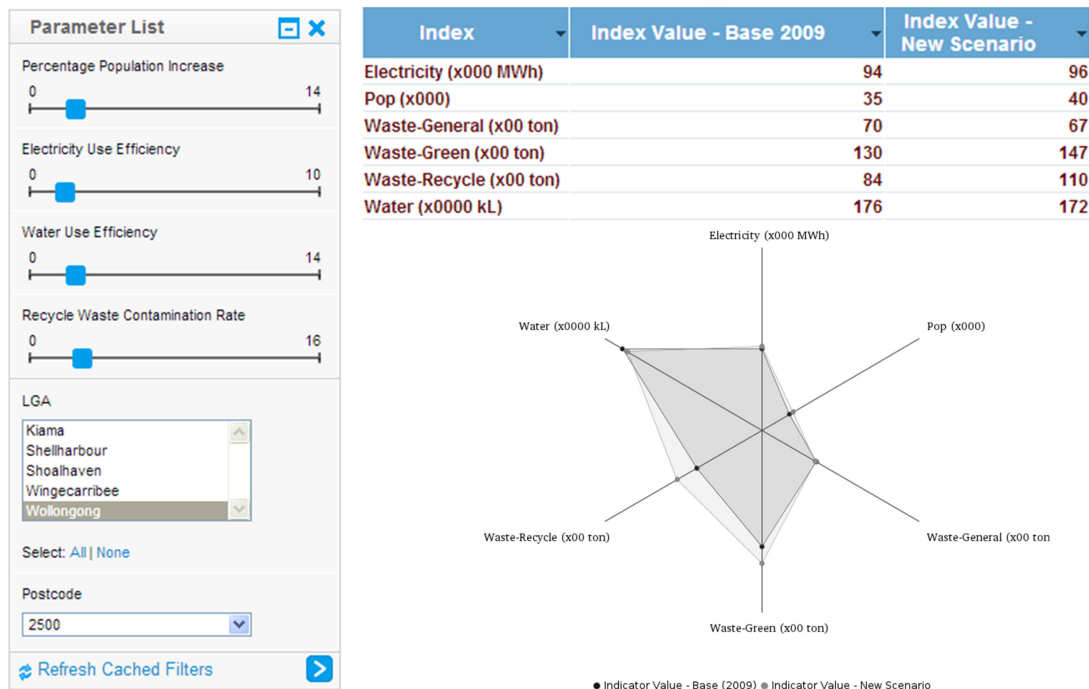 Parameter List
Percentage Population Increase
0 14
Electricity Use Efficiency
0 10
Water Use Efficiency
0 14
Recycle Waste Contamination Rate
0 16
LGA
Kiama
Shellharbour
Shoalhaven
Wingecarribee
Wollongong
Select: All | None
Postcode
2500
Refresh Cached Filters
Index Index Value - Base 2009 Index Value -
New Scenario
Electricity (x000 MWh) 94 96
Pop (x000) 35 40
Waste-General (x00 ton) 70 67
Waste-Green (x00 ton) 130 147
Waste-Recycle (x00 ton) 84 110
Water (x0000 kL) 176 172
Electricity (x000 MWh)
Water (x0000 kL) Pop (x000)
Waste-Recycle (x00 ton) Waste-General (x00 ton
Waste-Green (x00 ton)
Indicator Value - Base (2009) Indicator Value - New Scenario